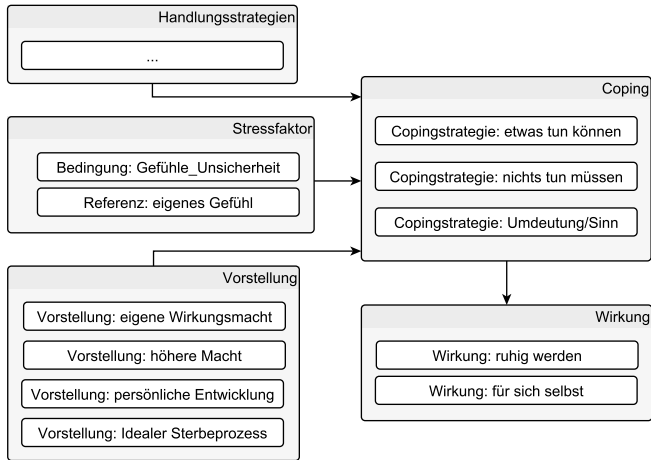 Handlungsstrategien
...
Stressfaktor
Bedingung: Gefühle_Unsicherheit
Referenz: eigenes Gefühl
Vorstellung
Vorstellung: eigene Wirkungsmacht
Vorstellung: höhere Macht
Vorstellung: persönliche Entwicklung
Vorstellung: Idealer Sterbeprozess
Coping
Copingstrategie: etwas tun können
Copingstrategie: nichts tun müssen
Copingstrategie: Umdeutung/Sinn
Wirkung
Wirkung: ruhig werden
Wirkung: für sich selbst